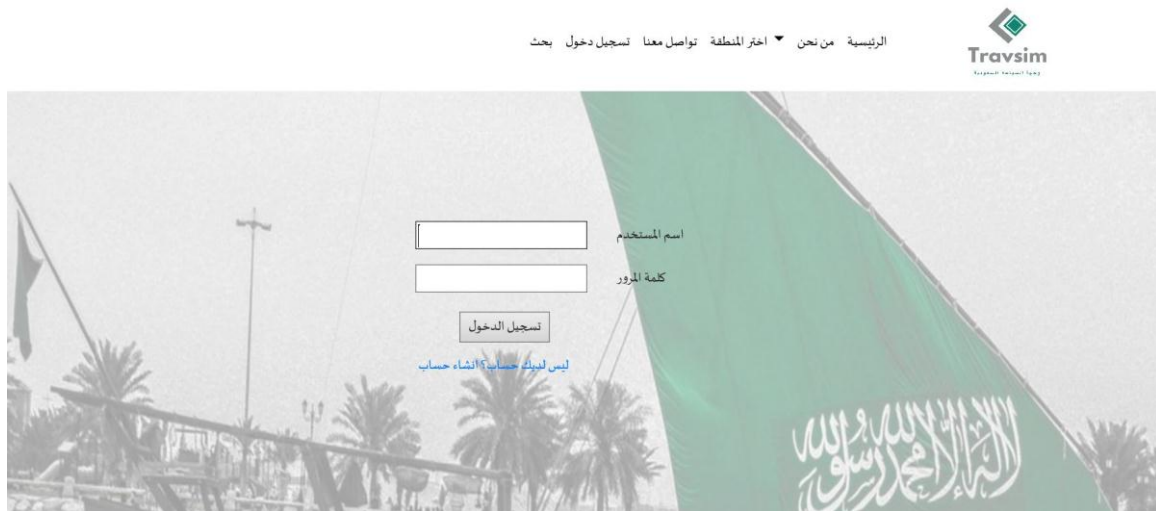 Travsim
الرئيسية من نحن اختر المنطقة تواصل معنا تسجيل دخول بحث
اسم المستخدم
كلمة المرور
تسجيل الدخول
ليس لديك حساب؟ انشاء حساب
لا إله إلا الله محمد رسول الله